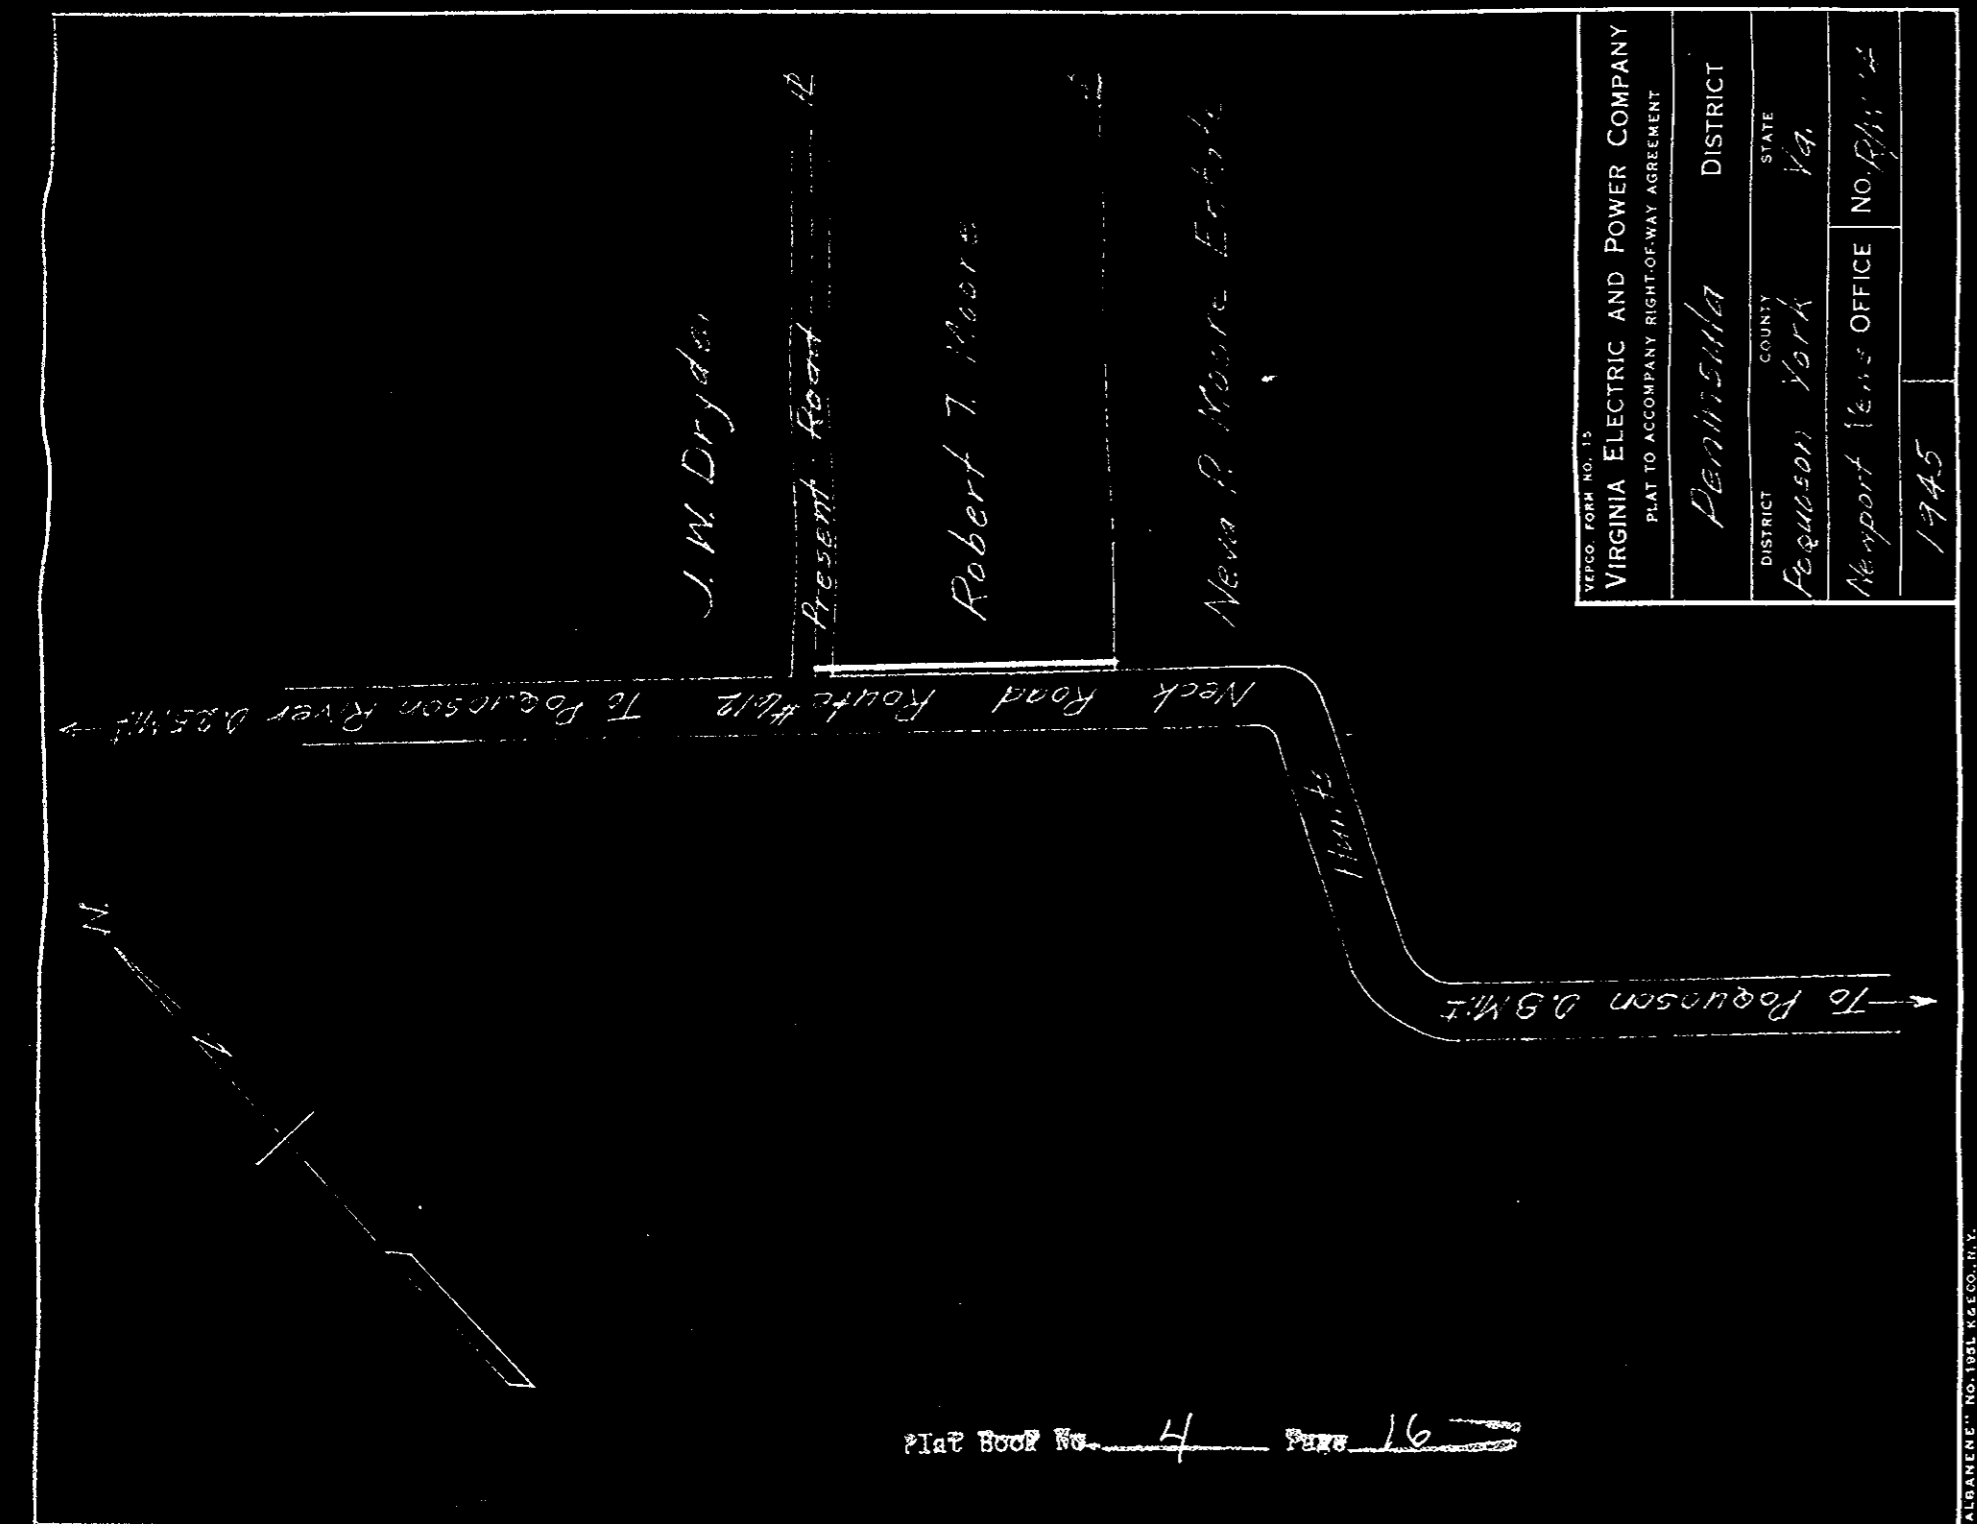 VEPCO. FORM NO. 15
VIRGINIA ELECTRIC AND POWER COMPANY
PLAT TO ACCOMPANY RIGHT-OF-WAY AGREEMENT
Peninsula DISTRICT
DISTRICT COUNTY STATE
Poquoson York Va.
Newport News OFFICE NO.
1945
J. W. Dryden
Present Road
Robert T. Moore
Neva P. Moore Estate
To Poquoson River 0.25 Mi.±
Hunts Neck Road Route #612
To Poquoson 0.8 Mi.±
N.
Plat Book No. 4 Page 16
ALBANENE" NO. 195L K&E CO., N.Y.